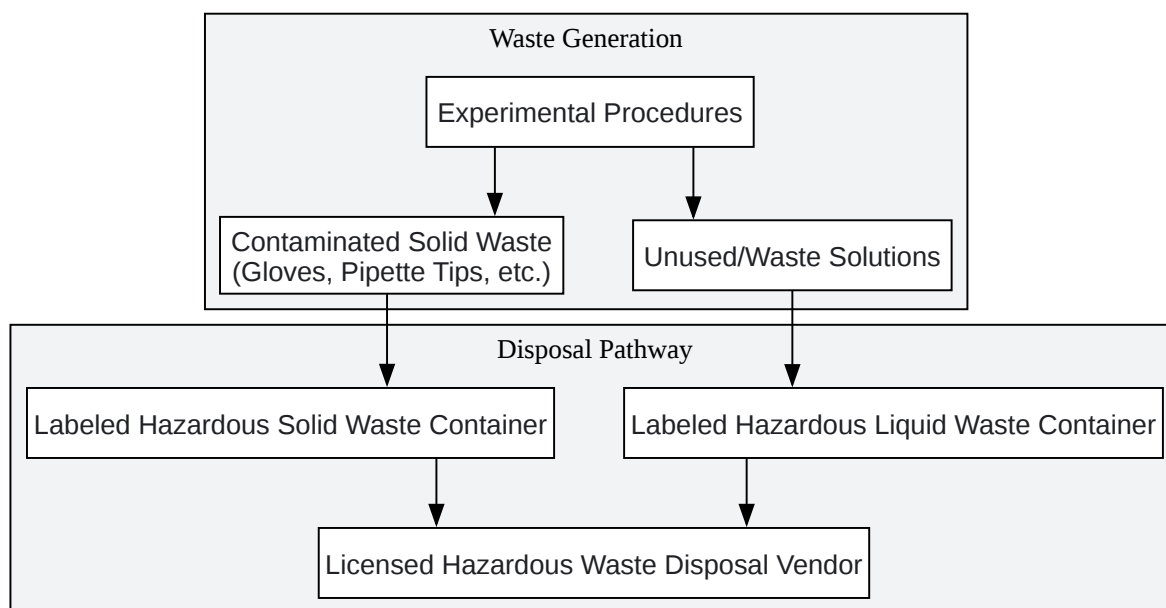 Waste Generation
Experimental Procedures
Contaminated Solid Waste
(Gloves, Pipette Tips, etc.)
Unused/Waste Solutions
Disposal Pathway
Labeled Hazardous Solid Waste Container
Labeled Hazardous Liquid Waste Container
Licensed Hazardous Waste Disposal Vendor